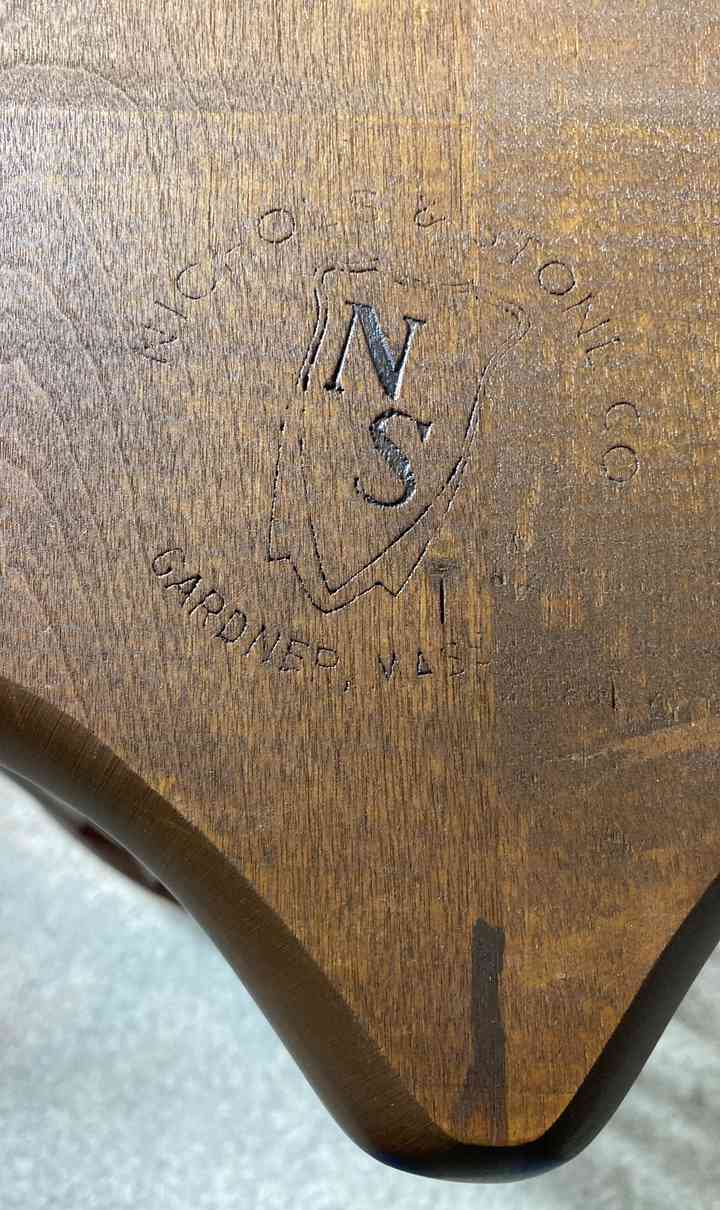 NICHOLS & STONE CO
N
S
GARDNER, MASS